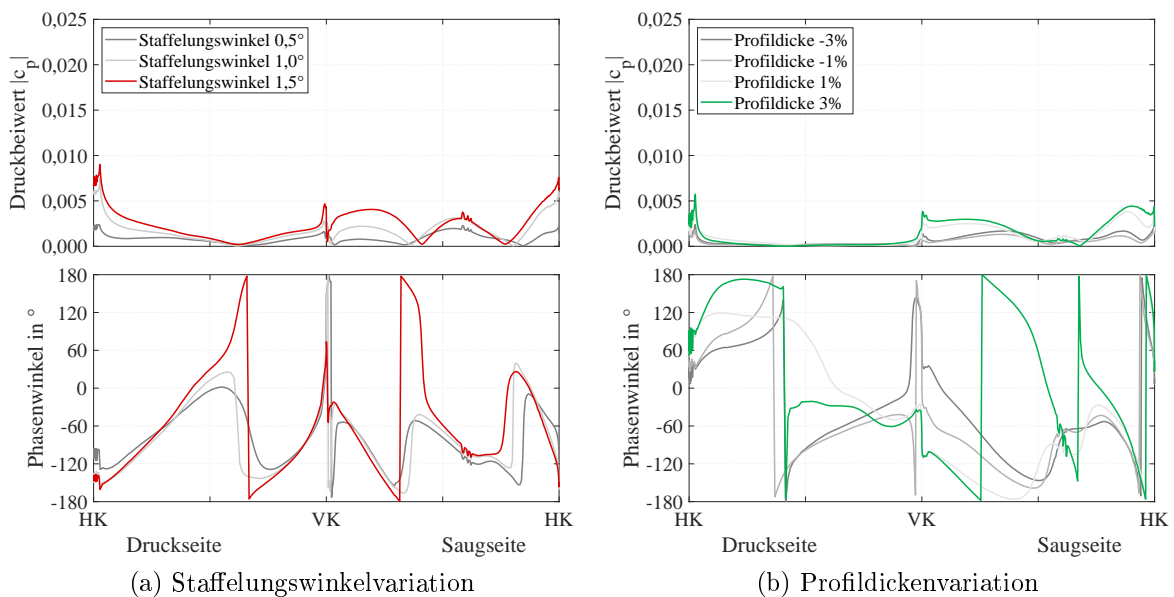 0,025
0,020
0,015
0,010
0,005
0,000
Druckbeiwert |c_p|
Staffelungswinkel 0,5°
Staffelungswinkel 1,0°
Staffelungswinkel 1,5°
180
120
60
0
-60
-120
-180
Phasenwinkel in °
HK
VK
HK
Druckseite
Saugseite
(a) Staffelungswinkelvariation
0,025
0,020
0,015
0,010
0,005
0,000
Druckbeiwert |c_p|
Profildicke -3%
Profildicke -1%
Profildicke 1%
Profildicke 3%
180
120
60
0
-60
-120
-180
Phasenwinkel in °
HK
VK
HK
Druckseite
Saugseite
(b) Profildickenvariation